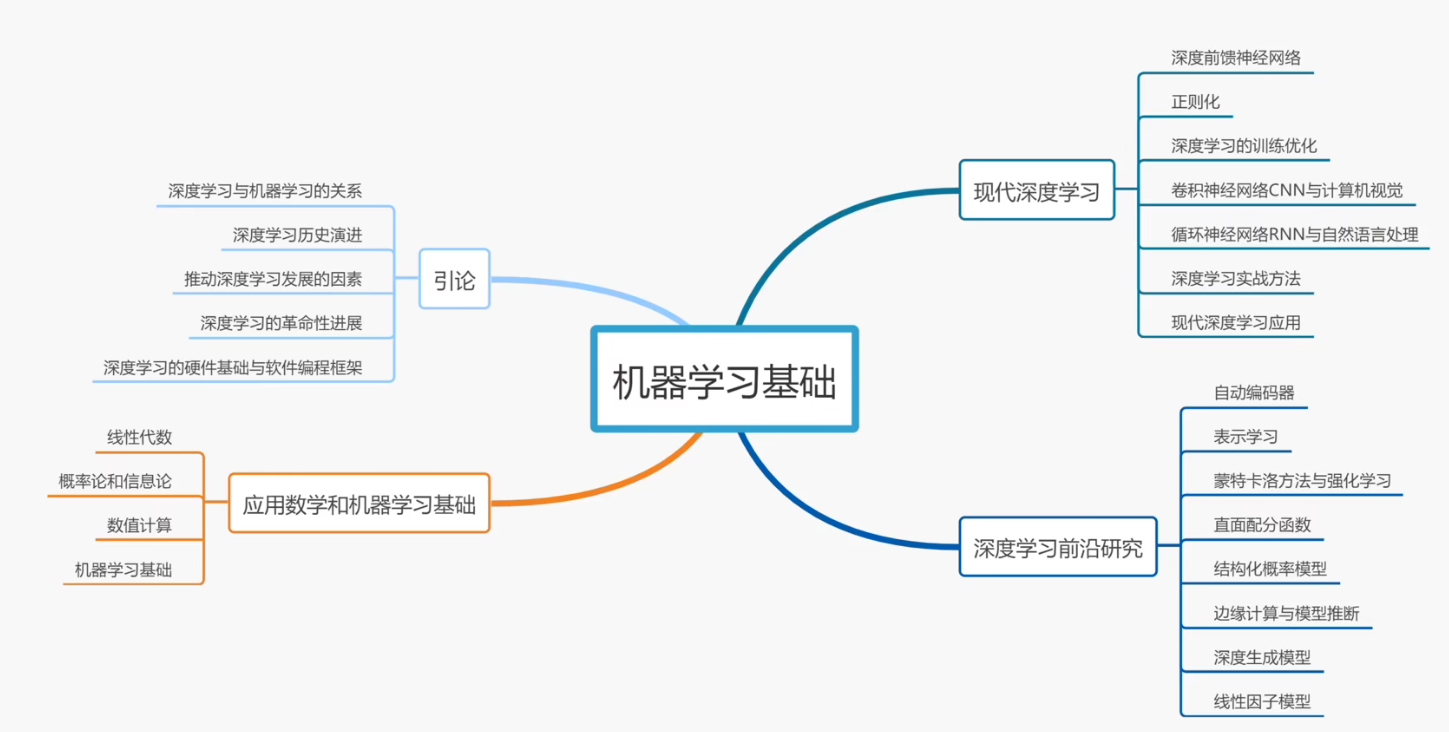 机器学习基础
引论
深度学习与机器学习的关系
深度学习历史演进
推动深度学习发展的因素
深度学习的革命性进展
深度学习的硬件基础与软件编程框架
应用数学和机器学习基础
线性代数
概率论和信息论
数值计算
机器学习基础
现代深度学习
深度前馈神经网络
正则化
深度学习的训练优化
卷积神经网络CNN与计算机视觉
循环神经网络RNN与自然语言处理
深度学习实战方法
现代深度学习应用
深度学习前沿研究
自动编码器
表示学习
蒙特卡洛方法与强化学习
直面配分函数
结构化概率模型
边缘计算与模型推断
深度生成模型
线性因子模型